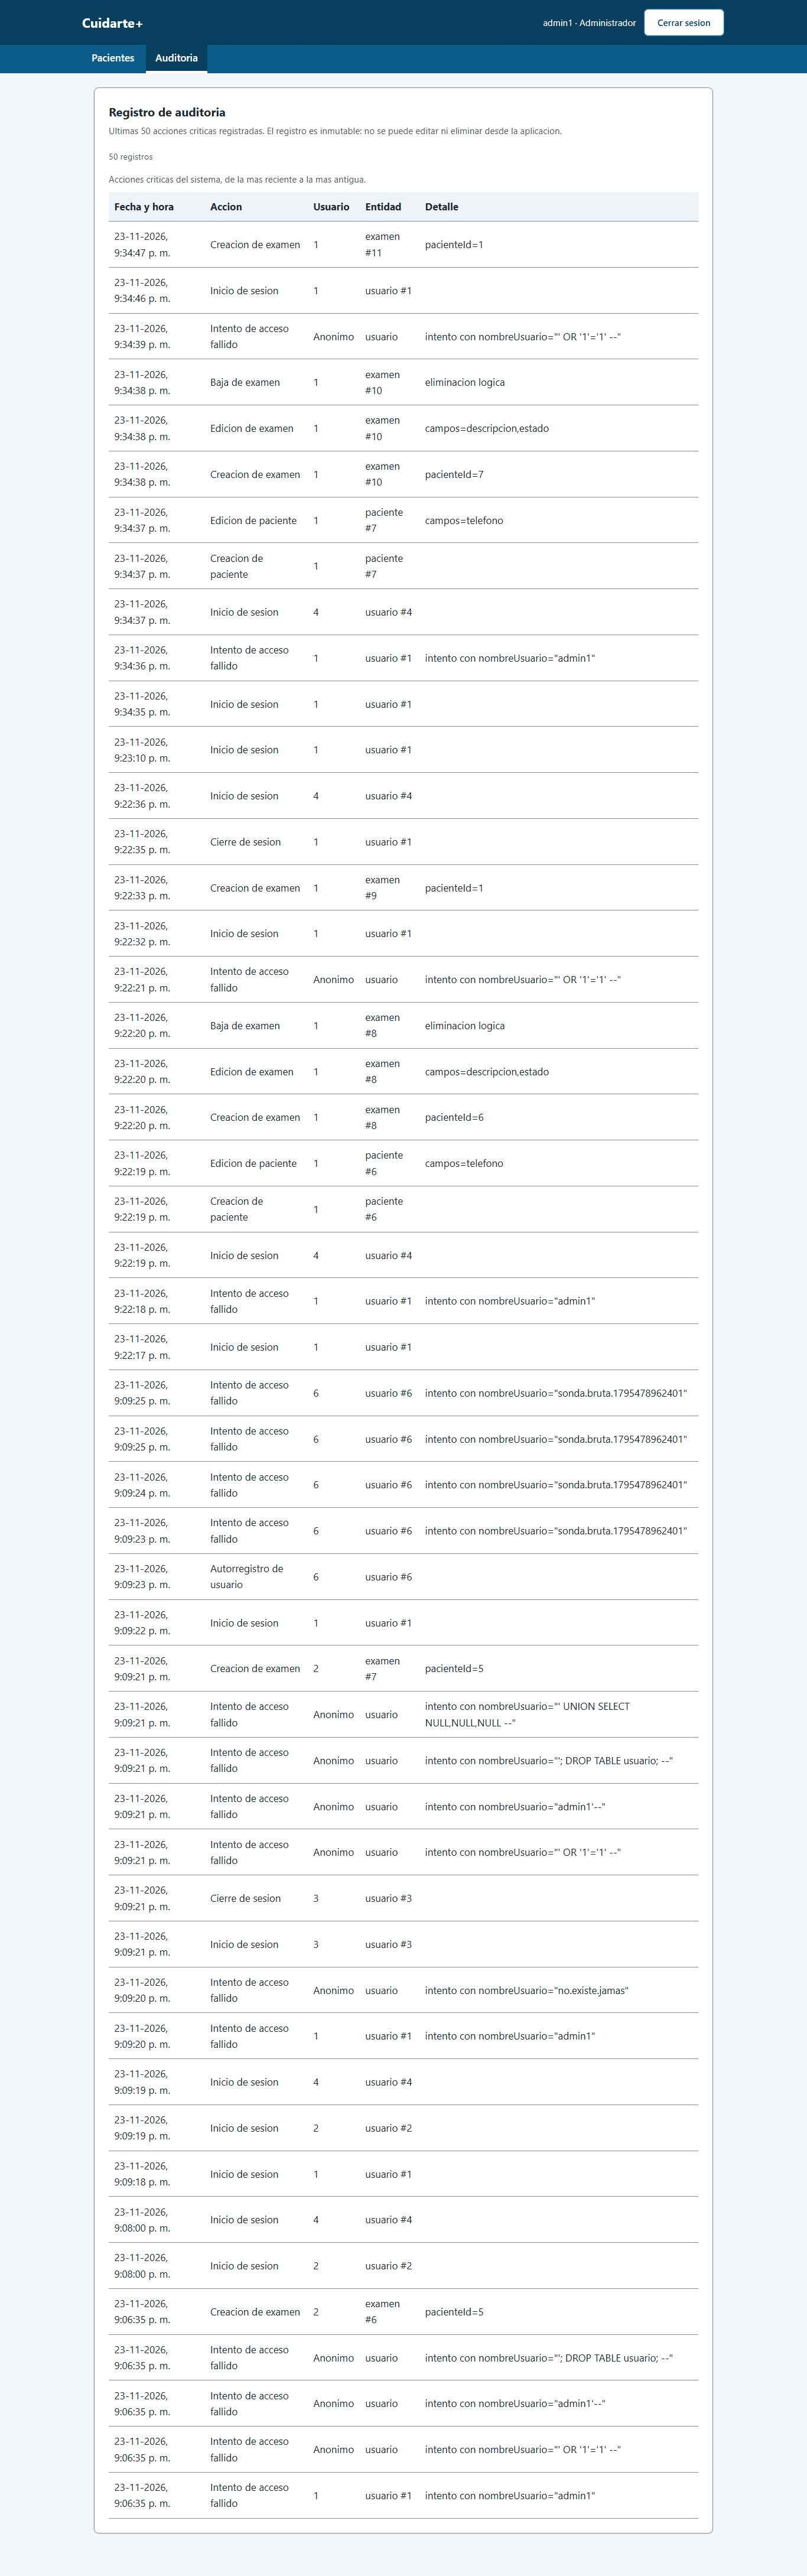 Cuidarte+
admin1 · Administrador
Cerrar sesion
Pacientes
Auditoria
Registro de auditoria
Ultimas 50 acciones criticas registradas. El registro es inmutable: no se puede editar ni eliminar desde la aplicacion.
50 registros
Acciones criticas del sistema, de la mas reciente a la mas antigua.
Fecha y hora Accion Usuario Entidad Detalle
23-11-2026, 9:34:47 p. m. Creacion de examen 1 examen #11 pacienteId=1
23-11-2026, 9:34:46 p. m. Inicio de sesion 1 usuario #1
23-11-2026, 9:34:39 p. m. Intento de acceso fallido Anonimo usuario intento con nombreUsuario="' OR '1'='1' --"
23-11-2026, 9:34:38 p. m. Baja de examen 1 examen #10 eliminacion logica
23-11-2026, 9:34:38 p. m. Edicion de examen 1 examen #10 campos=descripcion,estado
23-11-2026, 9:34:38 p. m. Creacion de examen 1 examen #10 pacienteId=7
23-11-2026, 9:34:37 p. m. Edicion de paciente 1 paciente #7 campos=telefono
23-11-2026, 9:34:37 p. m. Creacion de paciente 1 paciente #7
23-11-2026, 9:34:37 p. m. Inicio de sesion 4 usuario #4
23-11-2026, 9:34:36 p. m. Intento de acceso fallido 1 usuario #1 intento con nombreUsuario="admin1"
23-11-2026, 9:34:35 p. m. Inicio de sesion 1 usuario #1
23-11-2026, 9:23:10 p. m. Inicio de sesion 1 usuario #1
23-11-2026, 9:22:36 p. m. Inicio de sesion 4 usuario #4
23-11-2026, 9:22:35 p. m. Cierre de sesion 1 usuario #1
23-11-2026, 9:22:33 p. m. Creacion de examen 1 examen #9 pacienteId=1
23-11-2026, 9:22:32 p. m. Inicio de sesion 1 usuario #1
23-11-2026, 9:22:21 p. m. Intento de acceso fallido Anonimo usuario intento con nombreUsuario="' OR '1'='1' --"
23-11-2026, 9:22:20 p. m. Baja de examen 1 examen #8 eliminacion logica
23-11-2026, 9:22:20 p. m. Edicion de examen 1 examen #8 campos=descripcion,estado
23-11-2026, 9:22:20 p. m. Creacion de examen 1 examen #8 pacienteId=6
23-11-2026, 9:22:19 p. m. Edicion de paciente 1 paciente #6 campos=telefono
23-11-2026, 9:22:19 p. m. Creacion de paciente 1 paciente #6
23-11-2026, 9:22:19 p. m. Inicio de sesion 4 usuario #4
23-11-2026, 9:22:18 p. m. Intento de acceso fallido 1 usuario #1 intento con nombreUsuario="admin1"
23-11-2026, 9:22:17 p. m. Inicio de sesion 1 usuario #1
23-11-2026, 9:09:25 p. m. Intento de acceso fallido 6 usuario #6 intento con nombreUsuario="sonda.bruta.1795478962401"
23-11-2026, 9:09:25 p. m. Intento de acceso fallido 6 usuario #6 intento con nombreUsuario="sonda.bruta.1795478962401"
23-11-2026, 9:09:24 p. m. Intento de acceso fallido 6 usuario #6 intento con nombreUsuario="sonda.bruta.1795478962401"
23-11-2026, 9:09:23 p. m. Intento de acceso fallido 6 usuario #6 intento con nombreUsuario="sonda.bruta.1795478962401"
23-11-2026, 9:09:23 p. m. Autorregistro de usuario 6 usuario #6
23-11-2026, 9:09:22 p. m. Inicio de sesion 1 usuario #1
23-11-2026, 9:09:21 p. m. Creacion de examen 2 examen #7 pacienteId=5
23-11-2026, 9:09:21 p. m. Intento de acceso fallido Anonimo usuario intento con nombreUsuario="' UNION SELECT NULL,NULL,NULL --"
23-11-2026, 9:09:21 p. m. Intento de acceso fallido Anonimo usuario intento con nombreUsuario="'; DROP TABLE usuario; --"
23-11-2026, 9:09:21 p. m. Intento de acceso fallido Anonimo usuario intento con nombreUsuario="admin1'--"
23-11-2026, 9:09:21 p. m. Intento de acceso fallido Anonimo usuario intento con nombreUsuario="' OR '1'='1' --"
23-11-2026, 9:09:21 p. m. Cierre de sesion 3 usuario #3
23-11-2026, 9:09:21 p. m. Inicio de sesion 3 usuario #3
23-11-2026, 9:09:20 p. m. Intento de acceso fallido Anonimo usuario intento con nombreUsuario="no.existe.jamas"
23-11-2026, 9:09:20 p. m. Intento de acceso fallido 1 usuario #1 intento con nombreUsuario="admin1"
23-11-2026, 9:09:19 p. m. Inicio de sesion 4 usuario #4
23-11-2026, 9:09:19 p. m. Inicio de sesion 2 usuario #2
23-11-2026, 9:09:18 p. m. Inicio de sesion 1 usuario #1
23-11-2026, 9:08:00 p. m. Inicio de sesion 4 usuario #4
23-11-2026, 9:08:00 p. m. Inicio de sesion 2 usuario #2
23-11-2026, 9:06:35 p. m. Creacion de examen 2 examen #6 pacienteId=5
23-11-2026, 9:06:35 p. m. Intento de acceso fallido Anonimo usuario intento con nombreUsuario="'; DROP TABLE usuario; --"
23-11-2026, 9:06:35 p. m. Intento de acceso fallido Anonimo usuario intento con nombreUsuario="admin1'--"
23-11-2026, 9:06:35 p. m. Intento de acceso fallido Anonimo usuario intento con nombreUsuario="' OR '1'='1' --"
23-11-2026, 9:06:35 p. m. Intento de acceso fallido 1 usuario #1 intento con nombreUsuario="admin1"